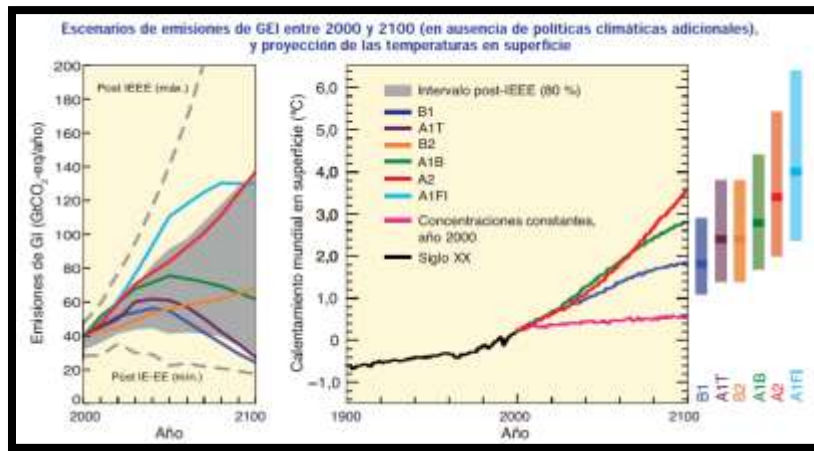 Escenarios de emisiones de GEI entre 2000 y 2100 (en ausencia de políticas climáticas adicionales),
y proyección de las temperaturas en superficie
Emisiones de GI (GtCO₂-eq/año)
200
180
160
140
120
100
80
60
40
20
0
Post IEEE (máx.)
Post IE-EE (mín.)
2000
2100
Año
Calentamiento mundial en superficie (°C)
6,0
5,0
4,0
3,0
2,0
1,0
0
–1,0
Intervalo post-IEEE (80 %)
B1
A1T
B2
A1B
A2
A1FI
Concentraciones constantes,
año 2000
Siglo XX
1900
2000
2100
Año
B1
A1T
B2
A1B
A2
A1FI